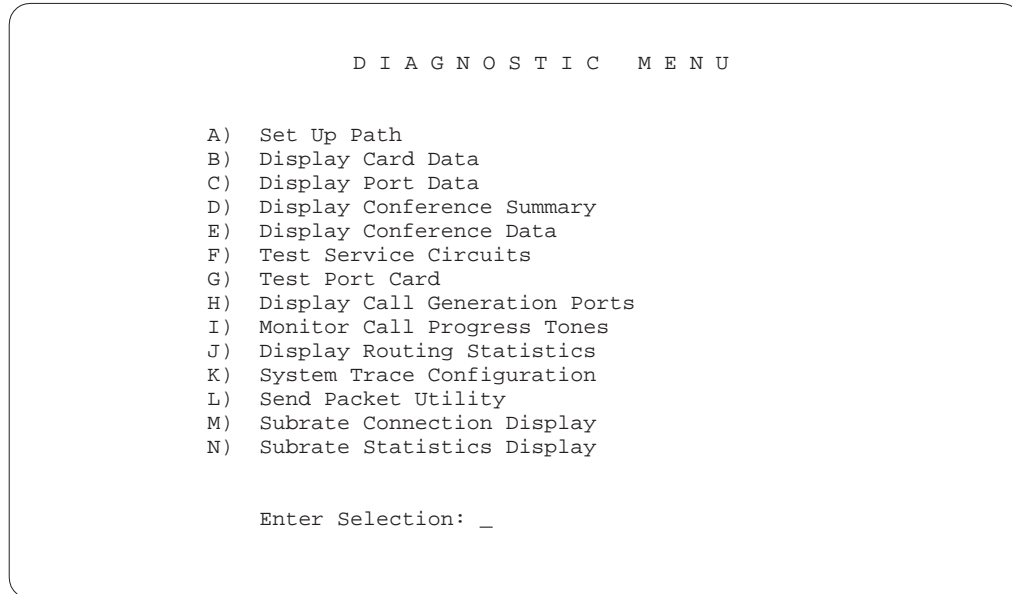 D I A G N O S T I C   M E N U
A)  Set Up Path
B)  Display Card Data
C)  Display Port Data
D)  Display Conference Summary
E)  Display Conference Data
F)  Test Service Circuits
G)  Test Port Card
H)  Display Call Generation Ports
I)  Monitor Call Progress Tones
J)  Display Routing Statistics
K)  System Trace Configuration
L)  Send Packet Utility
M)  Subrate Connection Display
N)  Subrate Statistics Display
Enter Selection: _